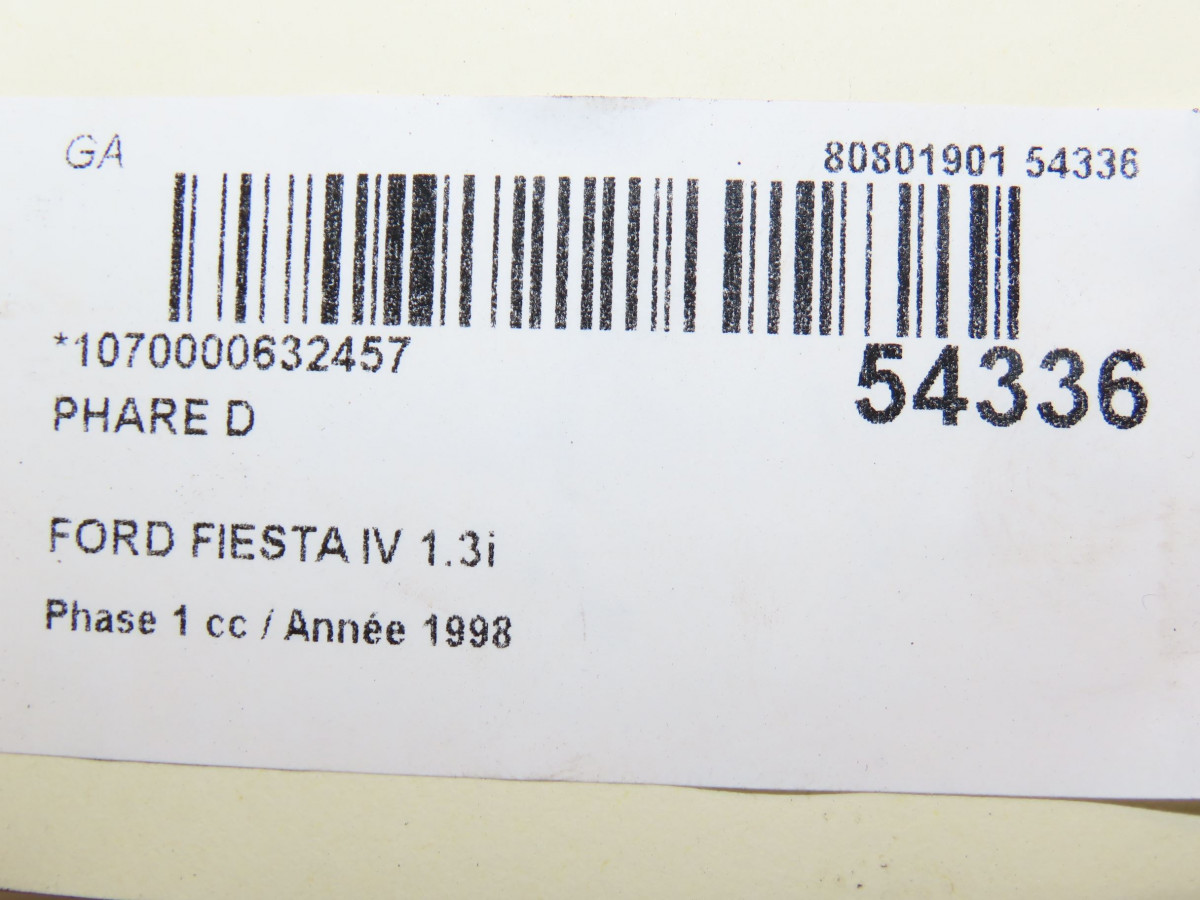 GA
80801901 54336
*1070000632457
54336
PHARE D
FORD FIESTA IV 1.3i
Phase 1 cc / Année 1998